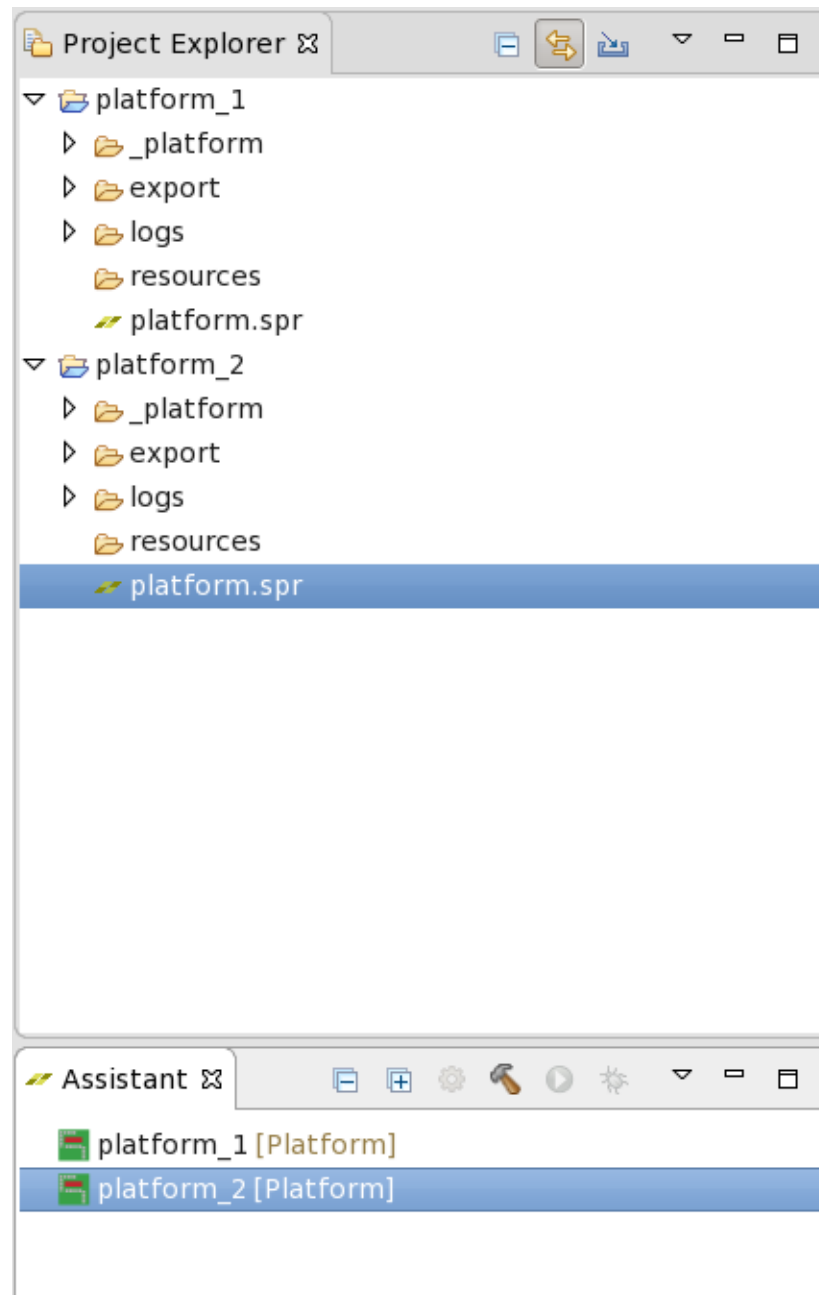 Project Explorer
platform_1
_platform
export
logs
resources
platform.spr
platform_2
_platform
export
logs
resources
platform.spr
Assistant
platform_1 [Platform]
platform_2 [Platform]